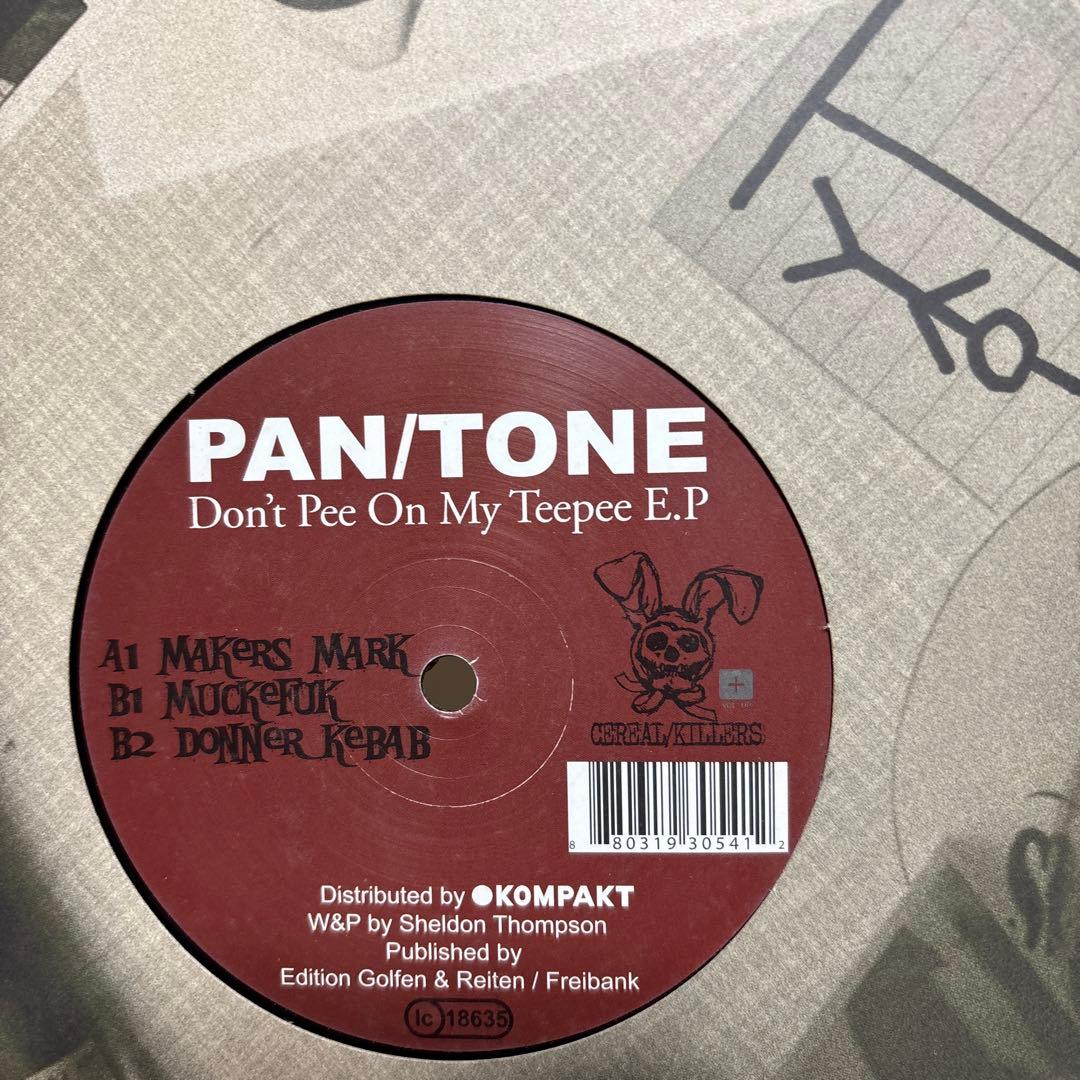 PAN/TONE
Don't Pee On My Teepee E.P
A1 MAKERS MARK
B1 MUCKEFUK
B2 DONNER KEBAB
CEREAL/KILLERS
8 80319 30541 2
Distributed by KOMPAKT
W&P by Sheldon Thompson
Published by
Edition Golfen & Reiten / Freibank
lc 18635